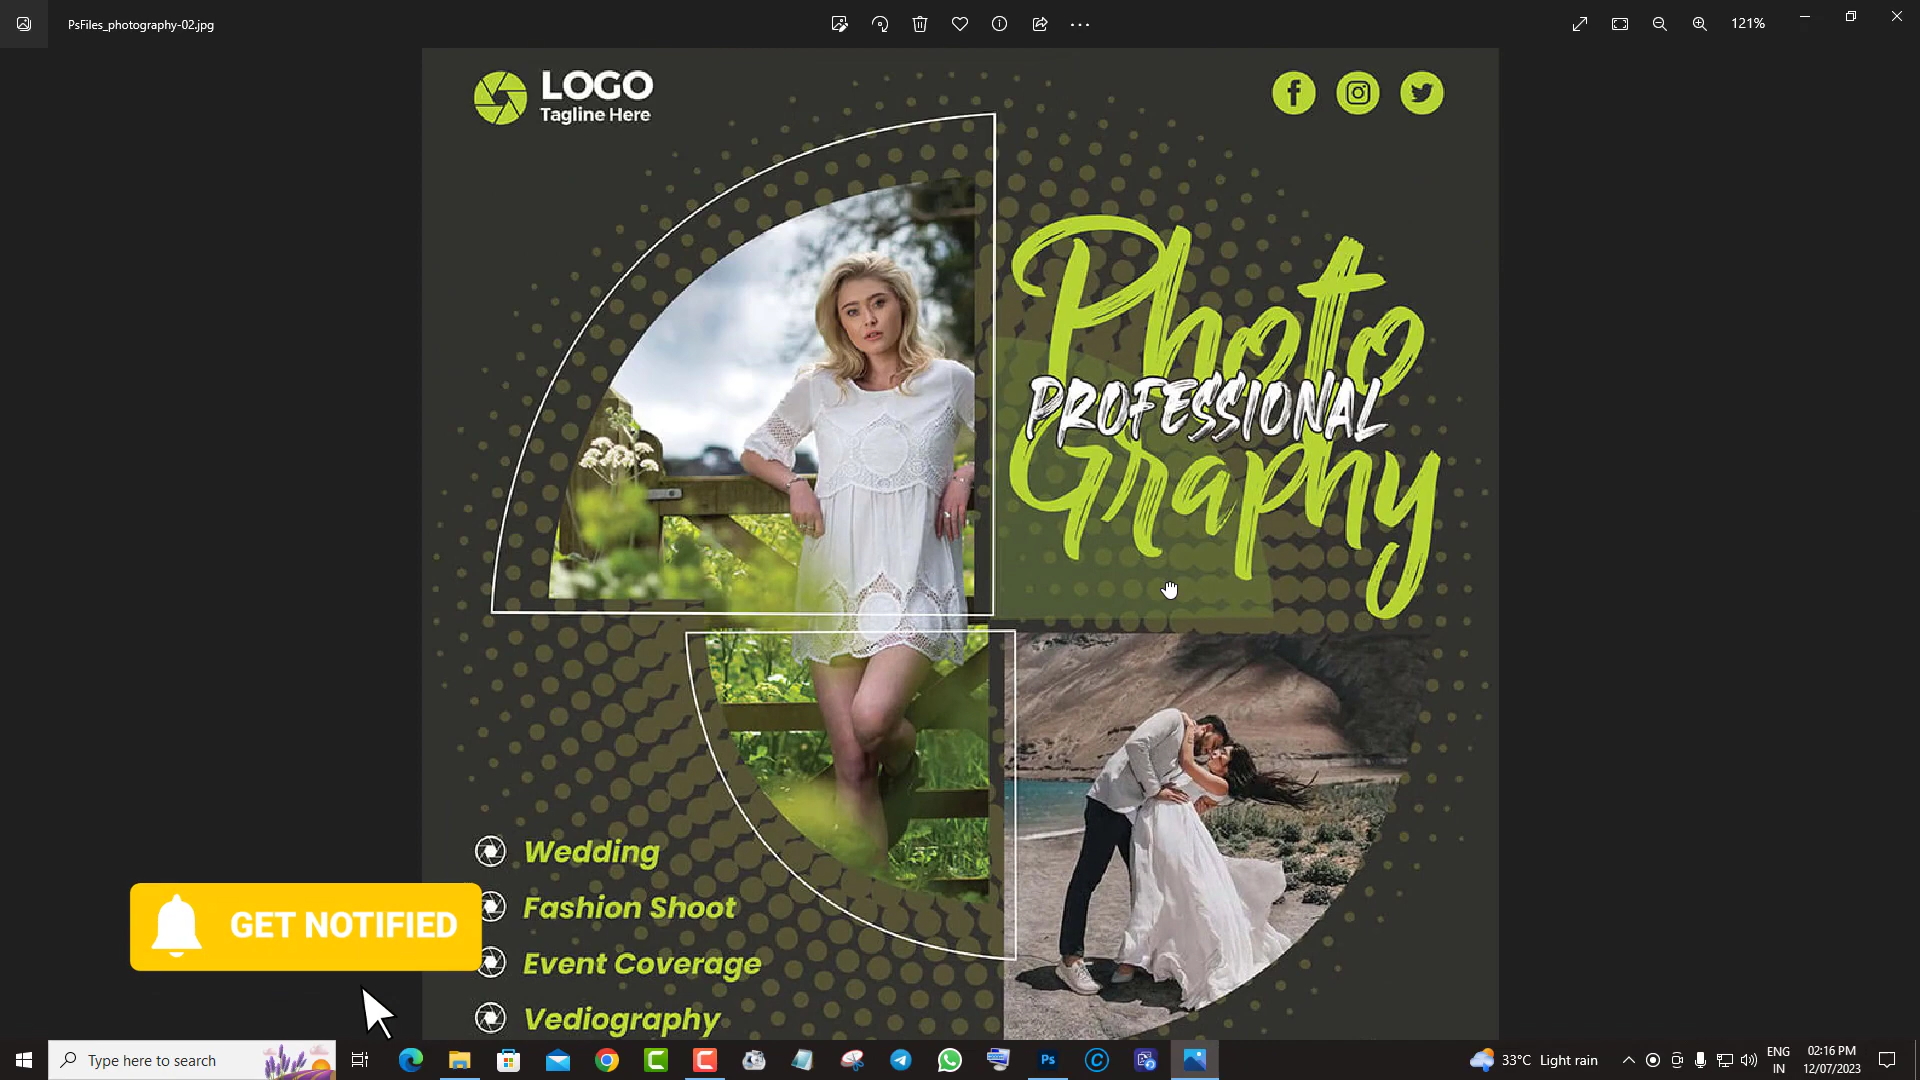 PsFiles_photography-02.jpg
121%
LOGO
Tagline Here
Photo
PROFESSIONAL
Graphy
Wedding
Fashion Shoot
Event Coverage
Vediography
GET NOTIFIED
Type here to search
Ps
33°C Light rain
ENG
IN
02:16 PM
12/07/2023